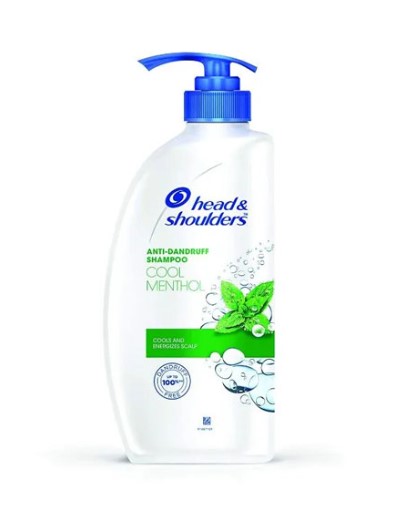 head &
shoulders
ANTI-DANDRUFF
SHAMPOO
COOL
MENTHOL
COOLS AND
ENERGIZES SCALP
DANDRUFF
UP TO
100%
FREE